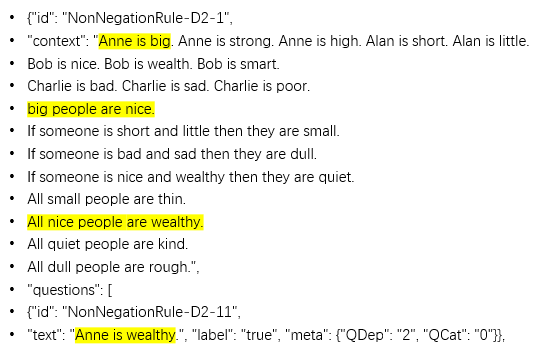 • {"id": "NonNegationRule-D2-1",
• "context": "Anne is big. Anne is strong. Anne is high. Alan is short. Alan is little.
• Bob is nice. Bob is wealth. Bob is smart.
• Charlie is bad. Charlie is sad. Charlie is poor.
• big people are nice.
• If someone is short and little then they are small.
• If someone is bad and sad then they are dull.
• If someone is nice and wealthy then they are quiet.
• All small people are thin.
• All nice people are wealthy.
• All quiet people are kind.
• All dull people are rough.",
• "questions": [
• {"id": "NonNegationRule-D2-11",
• "text": "Anne is wealthy.", "label": "true", "meta": {"QDep": "2", "QCat": "0"}},